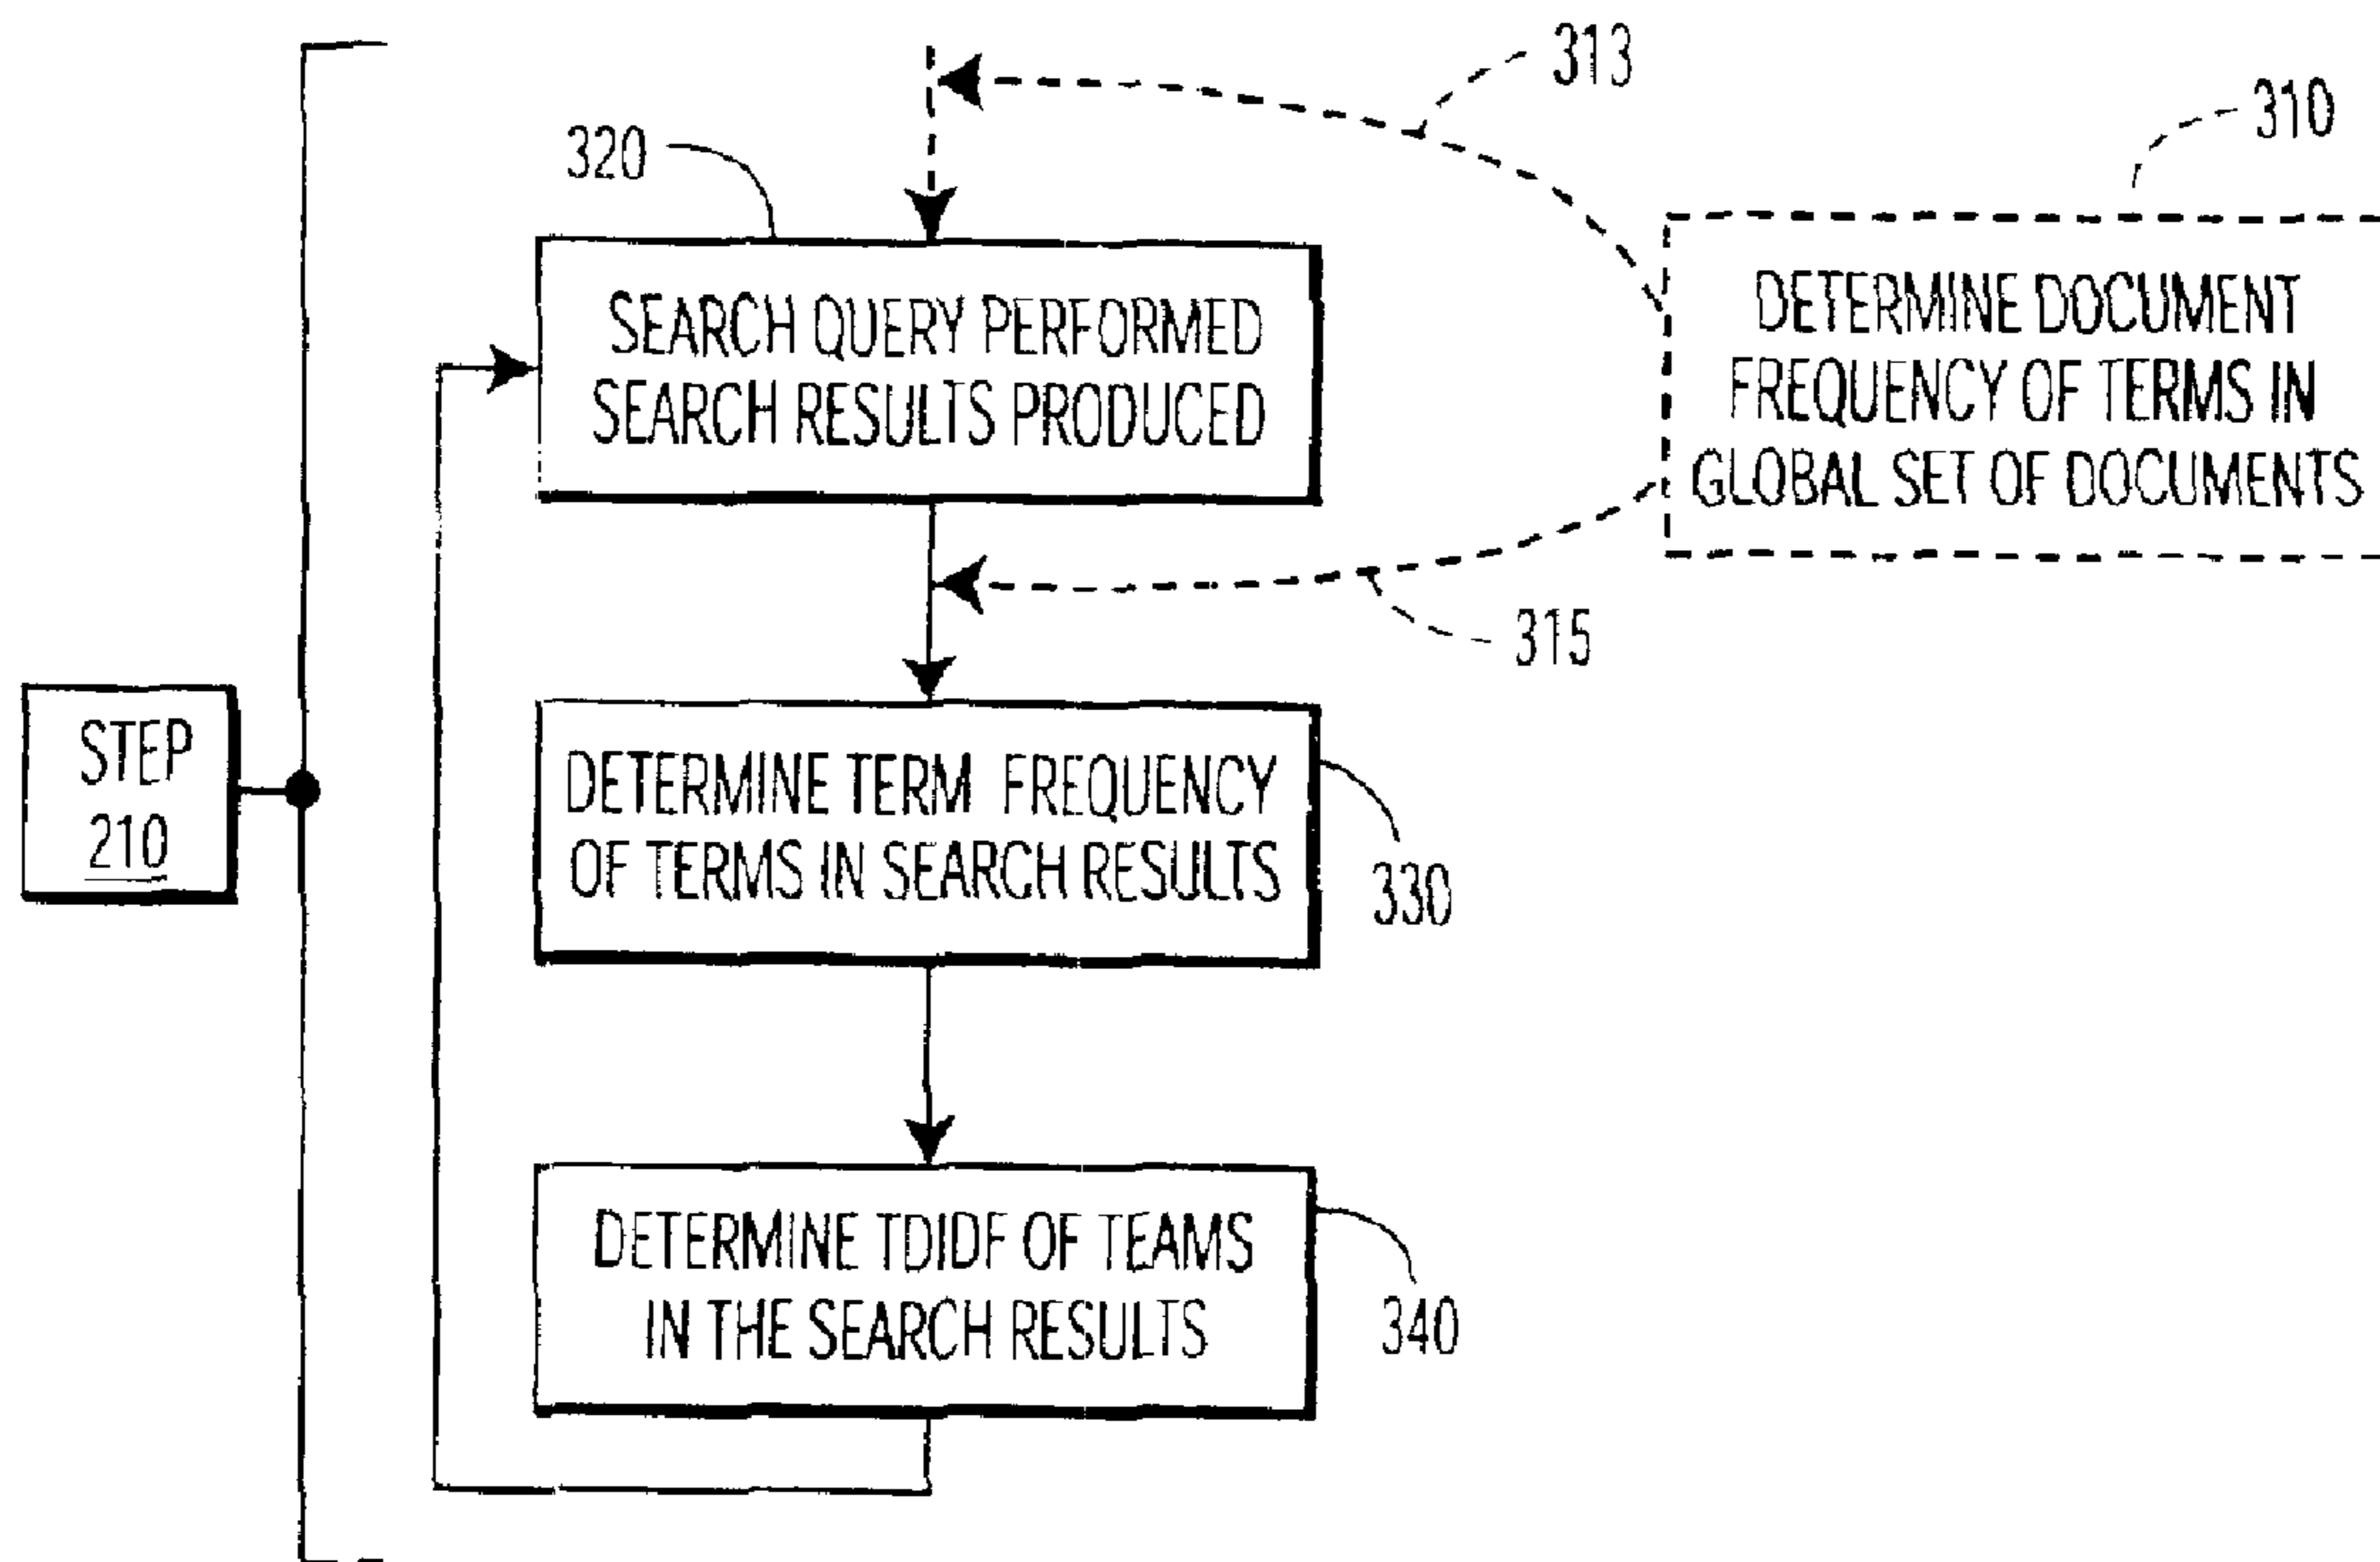 313
310
320
SEARCH QUERY PERFORMED
SEARCH RESULTS PRODUCED
DETERMINE DOCUMENT
FREQUENCY OF TERMS IN
GLOBAL SET OF DOCUMENTS
315
STEP
210
DETERMINE TERM FREQUENCY
OF TERMS IN SEARCH RESULTS
330
DETERMINE TDIDF OF TEAMS
IN THE SEARCH RESULTS
340